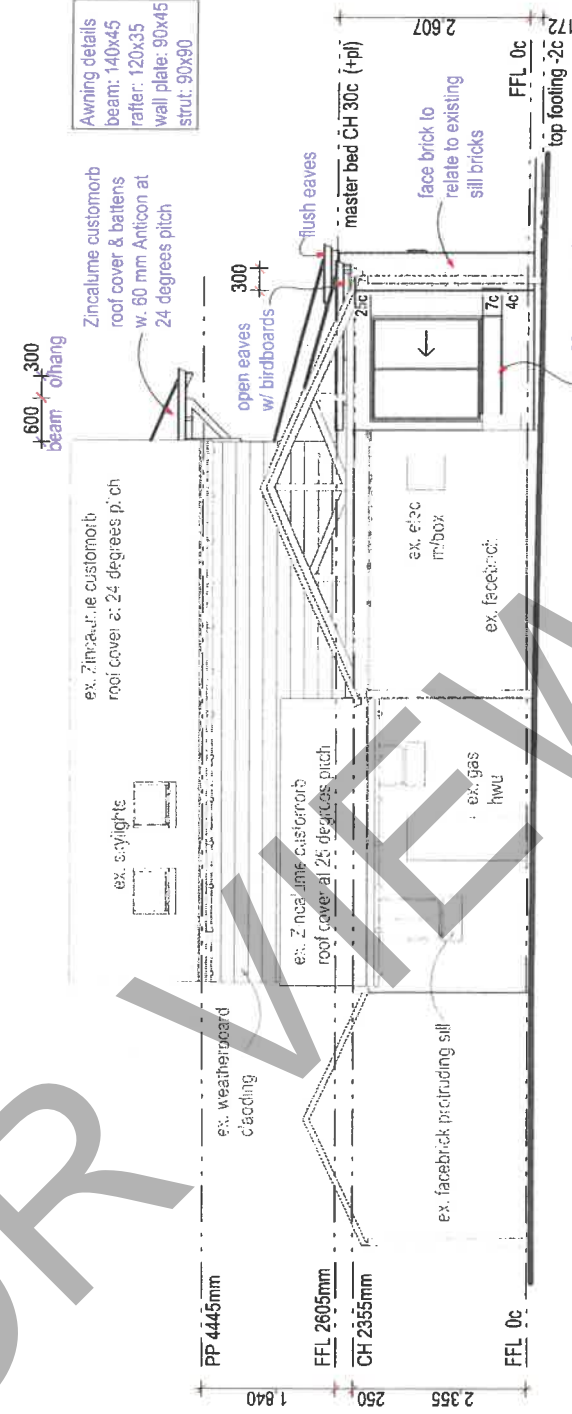 Awning details
beam: 140x45
rafter: 120x35
wall plate: 90x45
strut: 90x90
Zincalume customorb
roof cover & battens
w. 60 mm Anticon at
24 degrees pitch
600
300
beam
o/hang
300
open eaves
w/ birdboards
flush eaves
master bed CH 30c (+pl)
2,607
FFL 0c
172
top footing -2c
face brick to
relate to existing
sill bricks
25c
7c
4c
ex. Zincalume customorb
roof cover at 24 degrees pitch
ex. skylights
ex. elec
m/box
ex. facebrick
ex. Zincalume customorb
roof cover at 25 degrees pitch
ex. gas
hwu
ex. weatherboard
cladding
ex. facebrick protruding sill
PP 4445mm
FFL 2605mm
CH 2355mm
FFL 0c
1,840
250
2,355
OR VIEW